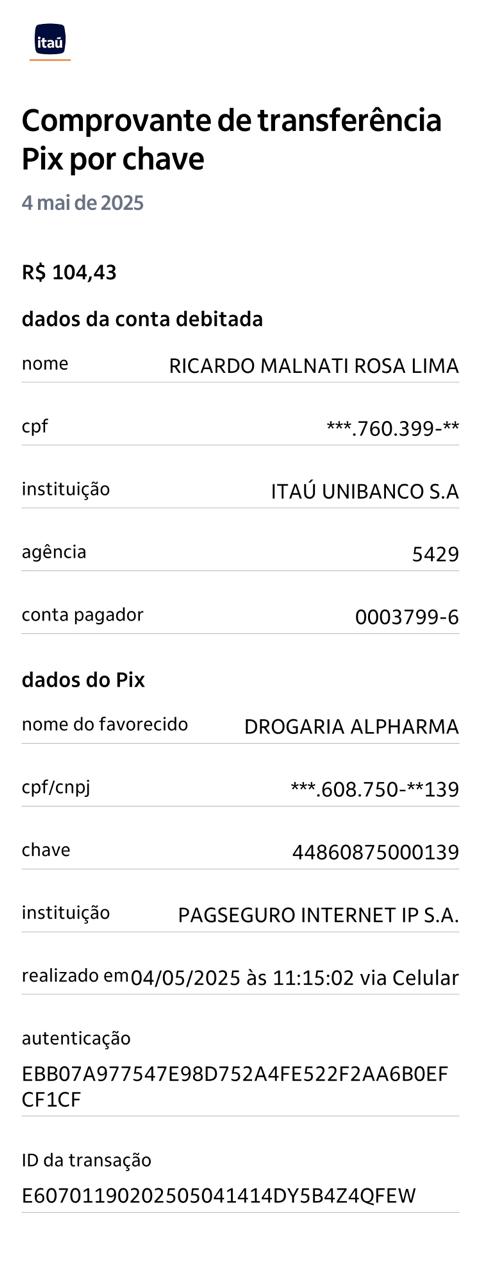 itaú
Comprovante de transferência
Pix por chave
4 mai de 2025
R$ 104,43
dados da conta debitada
nome RICARDO MALNATI ROSA LIMA
cpf ***.760.399-**
instituição ITAÚ UNIBANCO S.A
agência 5429
conta pagador 0003799-6
dados do Pix
nome do favorecido DROGARIA ALPHARMA
cpf/cnpj ***.608.750-**139
chave 44860875000139
instituição PAGSEGURO INTERNET IP S.A.
realizado em 04/05/2025 às 11:15:02 via Celular
autenticação
EBB07A977547E98D752A4FE522F2AA6B0EF
CF1CF
ID da transação
E60701190202505041414DY5B4Z4QFEW